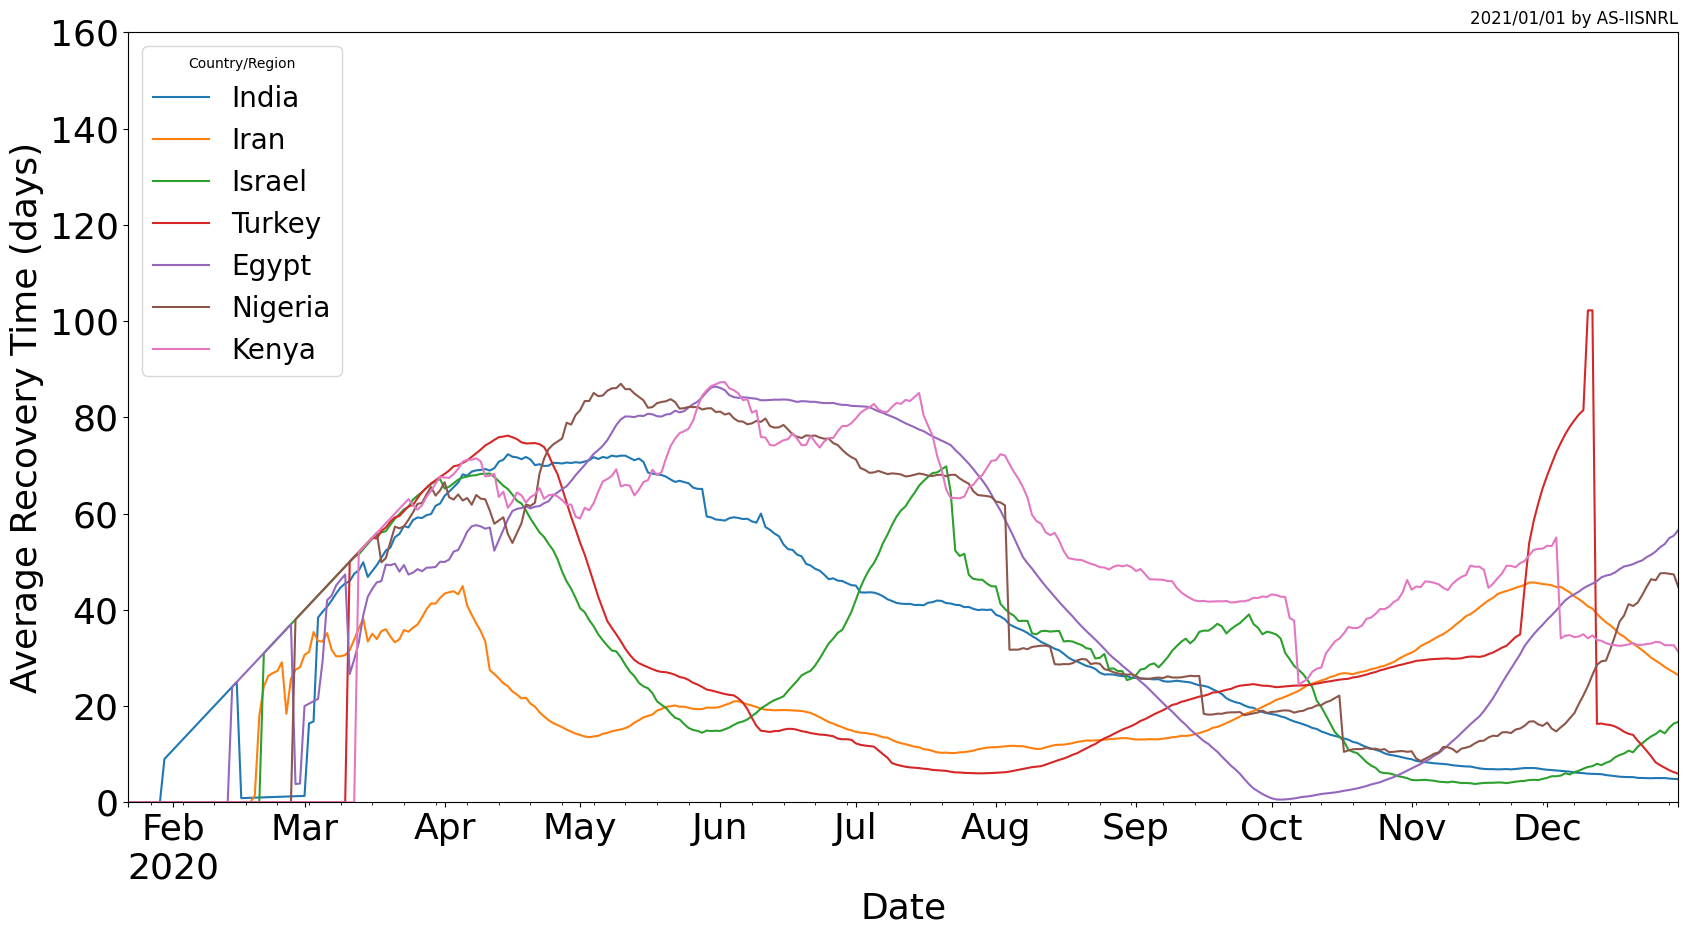 2021/01/01 by AS-IISNRL
160
140
120
100
80
60
40
20
0
Average Recovery Time (days)
Country/Region
India
Iran
Israel
Turkey
Egypt
Nigeria
Kenya
Feb Mar Apr May Jun Jul Aug Sep Oct Nov Dec
2020
Date